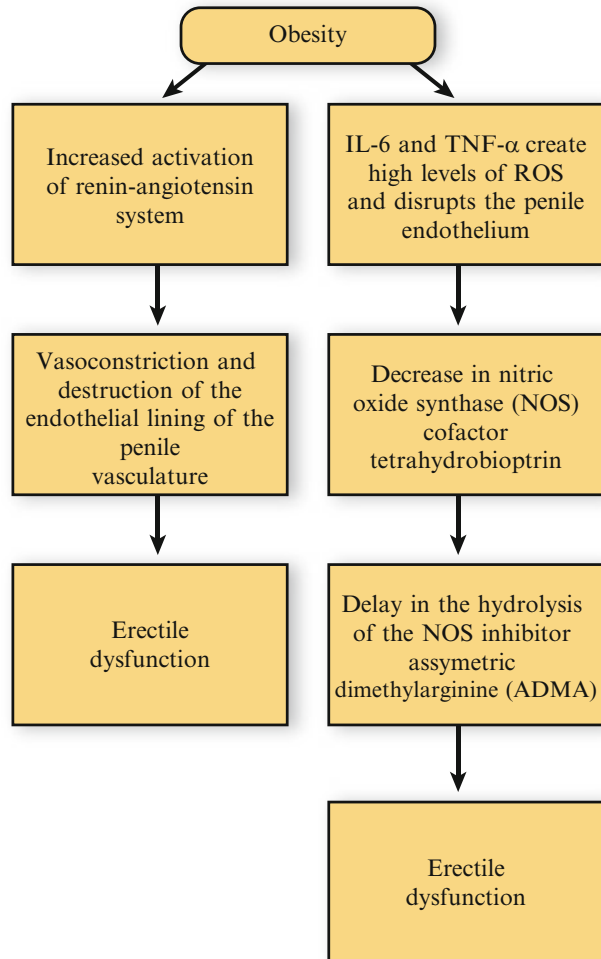 Obesity
Increased activation
of renin-angiotensin
system
Vasoconstriction and
destruction of the
endothelial lining of the
penile
vasculature
Erectile
dysfunction
IL-6 and TNF-α create
high levels of ROS
and disrupts the penile
endothelium
Decrease in nitric
oxide synthase (NOS)
cofactor
tetrahydrobioptrin
Delay in the hydrolysis
of the NOS inhibitor
assymetric
dimethylarginine (ADMA)
Erectile
dysfunction